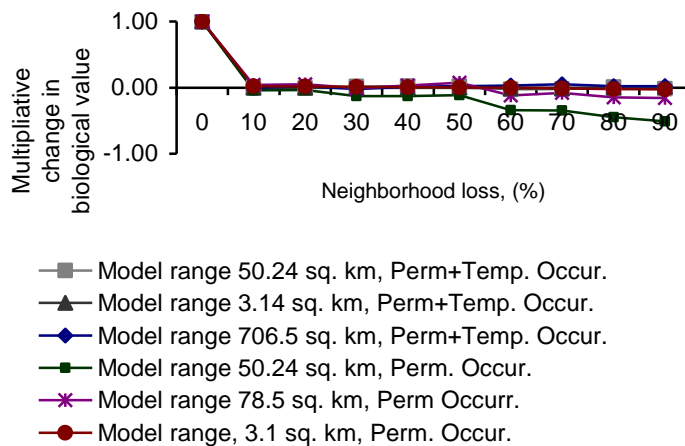 1.00
0.00
-1.00
Multipliative
change in
biological value
0 10 20 30 40 50 60 70 80 90
Neighborhood loss, (%)
Model range 50.24 sq. km, Perm+Temp. Occur.
Model range 3.14 sq. km, Perm+Temp. Occur.
Model range 706.5 sq. km, Perm+Temp. Occur.
Model range 50.24 sq. km, Perm. Occur.
Model range 78.5 sq. km, Perm Occurr.
Model range, 3.1 sq. km, Perm. Occur.